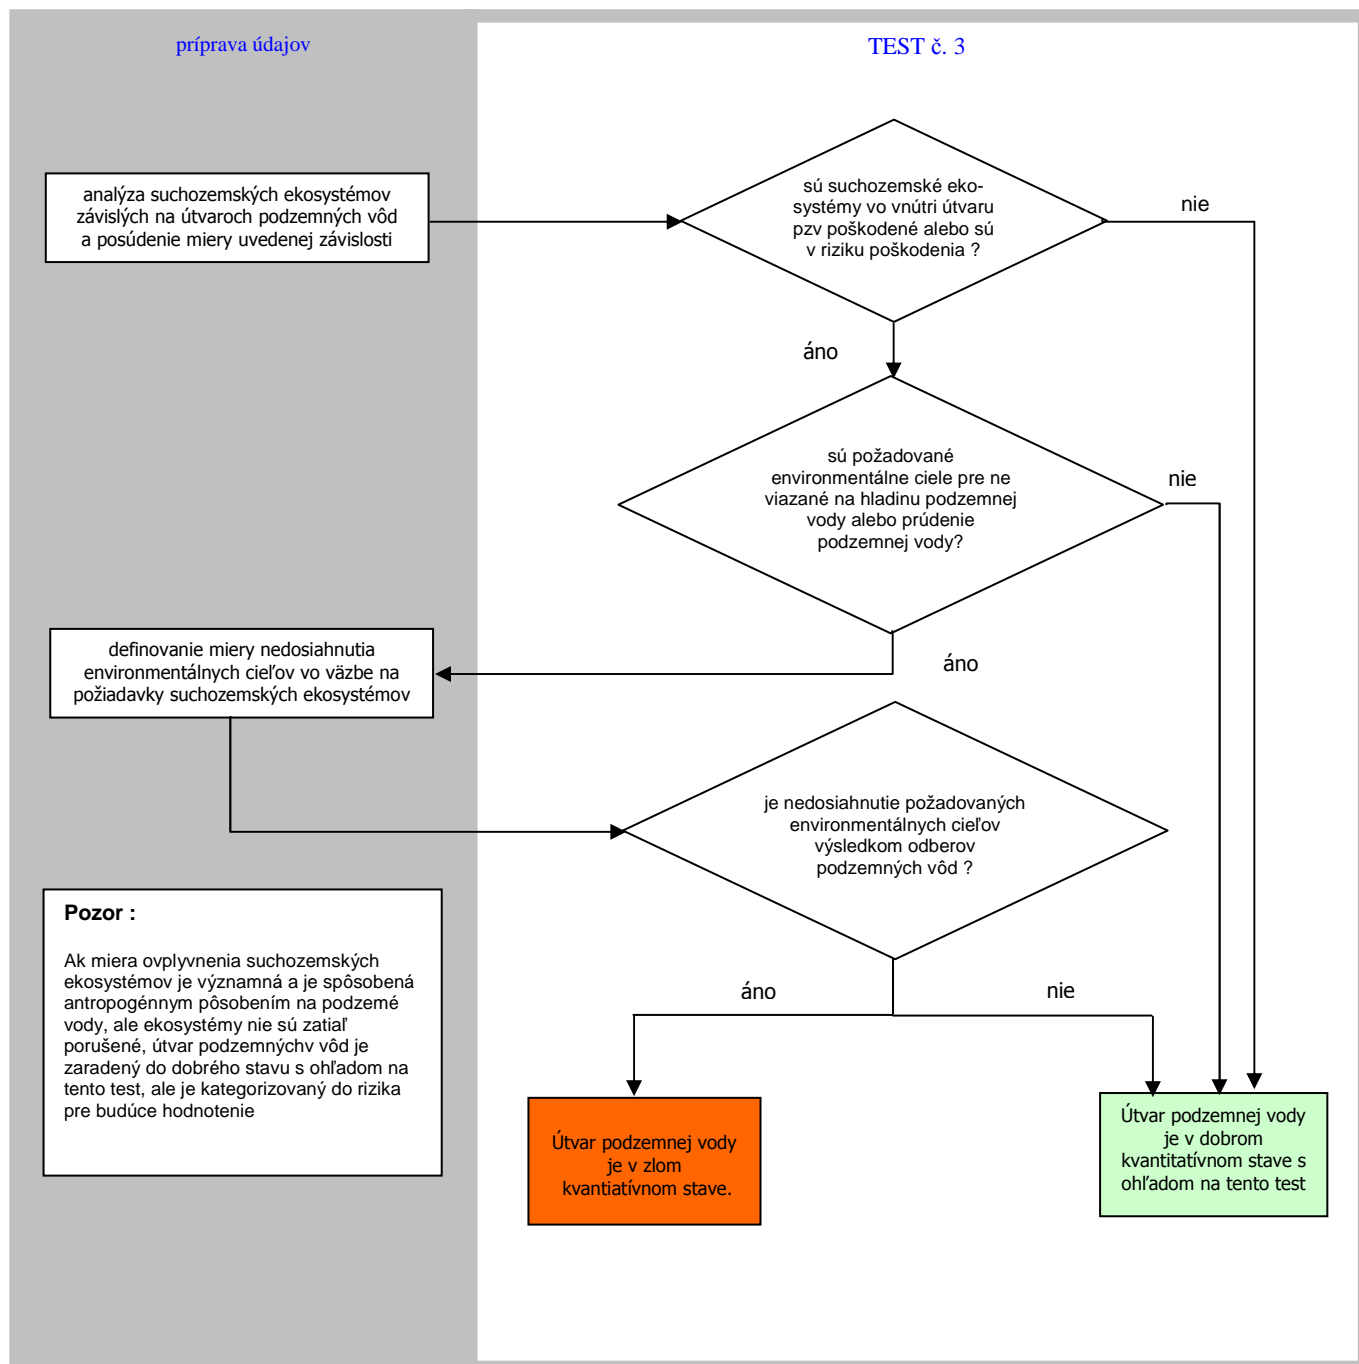 príprava údajov
TEST č. 3
analýza suchozemských ekosystémov
závislých na útvaroch podzemných vôd
a posúdenie miery uvedenej závislosti
sú suchozemské eko-
systémy vo vnútri útvaru
pzv poškodené alebo sú
v riziku poškodenia ?
nie
áno
sú požadované
environmentálne ciele pre ne
viazané na hladinu podzemnej
vody alebo prúdenie
podzemnej vody?
nie
áno
definovanie miery nedosiahnutia
environmentálnych cieľov vo väzbe na
požiadavky suchozemských ekosystémov
je nedosiahnutie požadovaných
environmentálnych cieľov
výsledkom odberov
podzemných vôd ?
áno
nie
Pozor :
Ak miera ovplyvnenia suchozemských
ekosystémov je významná a je spôsobená
antropogénnym pôsobením na podzemé
vody, ale ekosystémy nie sú zatiaľ
porušené, útvar podzemnýchv vôd je
zaradený do dobrého stavu s ohľadom na
tento test, ale je kategorizovaný do rizika
pre budúce hodnotenie
Útvar podzemnej vody
je v zlom
kvantiatívnom stave.
Útvar podzemnej vody
je v dobrom
kvantitatívnom stave s
ohľadom na tento test